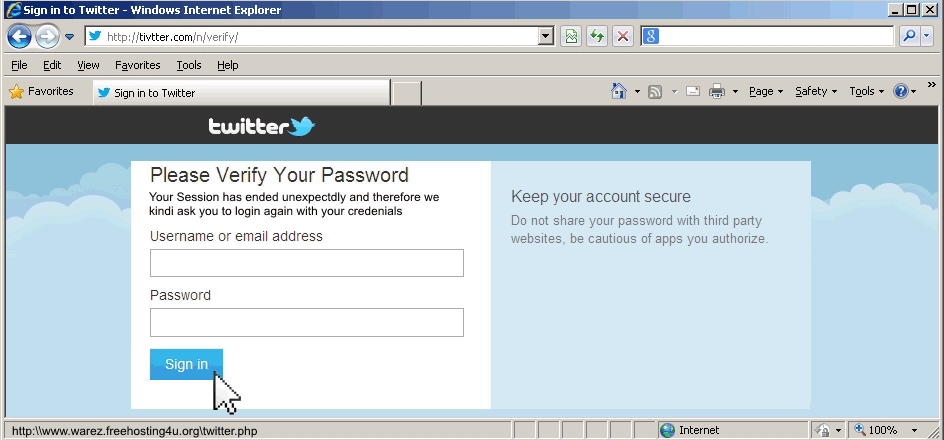 Sign in to Twitter - Windows Internet Explorer
http://tivtter.com/n/verify/
File Edit View Favorites Tools Help
Favorites Sign in to Twitter Page Safety Tools
twitter
Please Verify Your Password
Your Session has ended unexpectdly and therefore we
kindi ask you to login again with your credenials
Username or email address
Password
Sign in
Keep your account secure
Do not share your password with third party
websites, be cautious of apps you authorize.
http:\\www.warez.freehosting4u.org\twitter.php Internet 100%